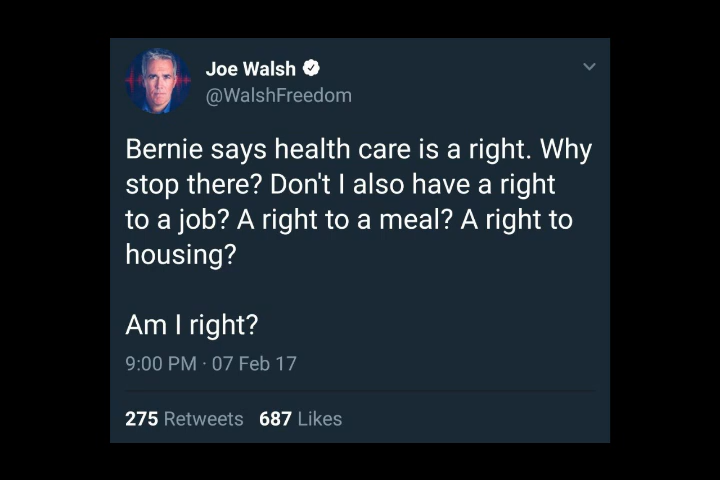 Joe Walsh
@WalshFreedom
Bernie says health care is a right. Why
stop there? Don't I also have a right
to a job? A right to a meal? A right to
housing?
Am I right?
9:00 PM · 07 Feb 17
275 Retweets 687 Likes